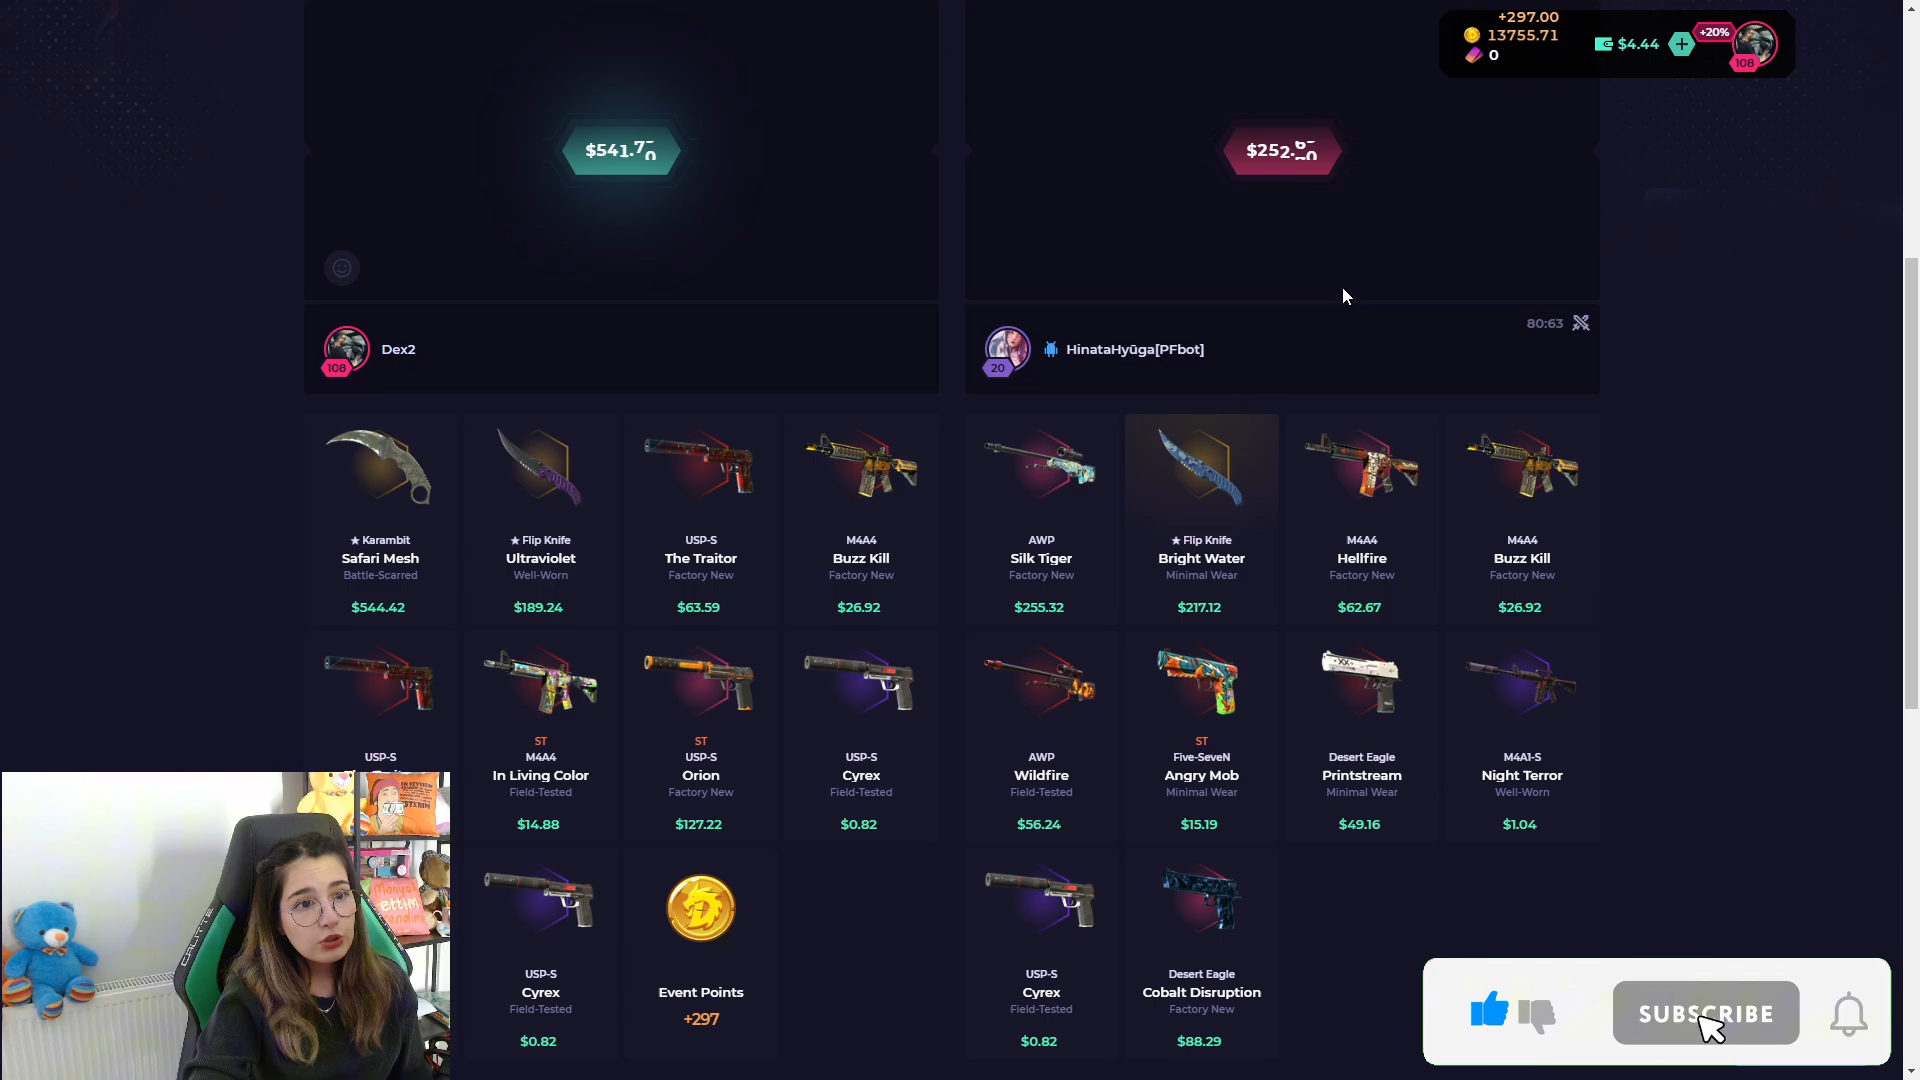 +297.00
13755.71
0
$4.44
+20%
108
$541.7
$252.
Dex2
108
80:63
HinataHyūga[PFbot]
20
★ Karambit
Safari Mesh
Battle-Scarred
$544.42
★ Flip Knife
Ultraviolet
Well-Worn
$189.24
USP-S
The Traitor
Factory New
$63.59
M4A4
Buzz Kill
Factory New
$26.92
AWP
Silk Tiger
Factory New
$255.32
★ Flip Knife
Bright Water
Minimal Wear
$217.12
M4A4
Hellfire
Factory New
$62.67
M4A4
Buzz Kill
Factory New
$26.92
USP-S
ST
M4A4
In Living Color
Field-Tested
$14.88
ST
USP-S
Orion
Factory New
$127.22
USP-S
Cyrex
Field-Tested
$0.82
AWP
Wildfire
Field-Tested
$56.24
ST
Five-SeveN
Angry Mob
Minimal Wear
$15.19
Desert Eagle
Printstream
Minimal Wear
$49.16
M4A1-S
Night Terror
Well-Worn
$1.04
USP-S
Cyrex
Field-Tested
$0.82
Event Points
+297
USP-S
Cyrex
Field-Tested
$0.82
Desert Eagle
Cobalt Disruption
Factory New
$88.29
Manyak
ettim
kendimi
SUBSCRIBE